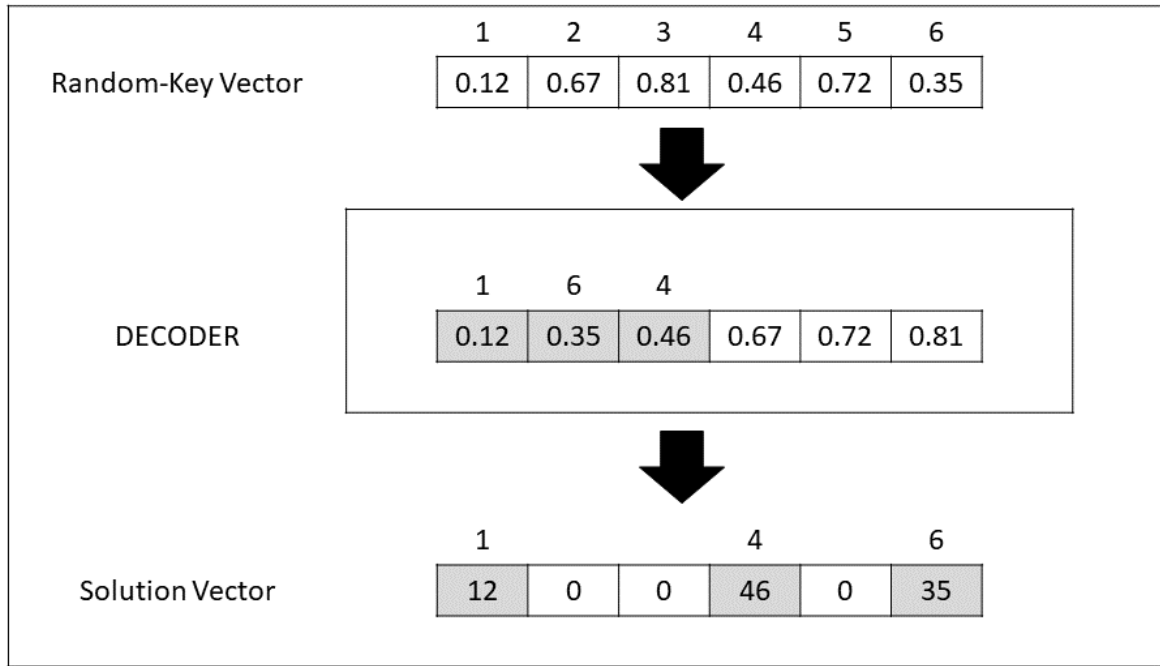 1 2 3 4 5 6
Random-Key Vector 0.12 0.67 0.81 0.46 0.72 0.35
1 6 4
DECODER 0.12 0.35 0.46 0.67 0.72 0.81
1 4 6
Solution Vector 12 0 0 46 0 35